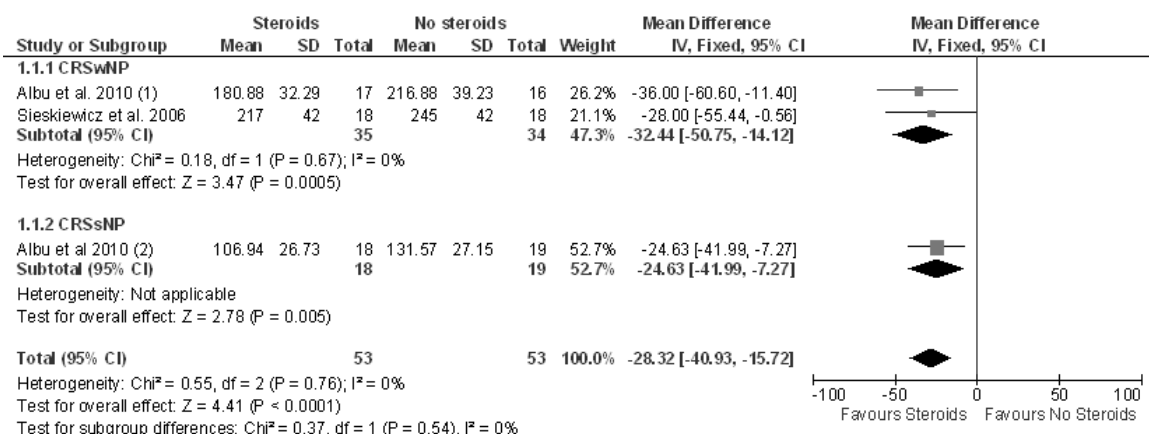 Steroids No steroids Mean Difference Mean Difference
Study or Subgroup Mean SD Total Mean SD Total Weight IV, Fixed, 95% CI IV, Fixed, 95% CI
1.1.1 CRSwNP
Albu et al. 2010 (1) 180.88 32.29 17 216.88 39.23 16 26.2% -36.00 [-60.60, -11.40]
Sieskiewicz et al. 2006 217 42 18 245 42 18 21.1% -28.00 [-55.44, -0.56]
Subtotal (95% CI) 35 34 47.3% -32.44 [-50.75, -14.12]
Heterogeneity: Chi² = 0.18, df = 1 (P = 0.67); I² = 0%
Test for overall effect: Z = 3.47 (P = 0.0005)
1.1.2 CRSsNP
Albu et al 2010 (2) 106.94 26.73 18 131.57 27.15 19 52.7% -24.63 [-41.99, -7.27]
Subtotal (95% CI) 18 19 52.7% -24.63 [-41.99, -7.27]
Heterogeneity: Not applicable
Test for overall effect: Z = 2.78 (P = 0.005)
Total (95% CI) 53 53 100.0% -28.32 [-40.93, -15.72]
Heterogeneity: Chi² = 0.55, df = 2 (P = 0.76); I² = 0%
Test for overall effect: Z = 4.41 (P < 0.0001)
Test for subgroup differences: Chi² = 0.37, df = 1 (P = 0.54), I² = 0%
-100 -50 0 50 100
Favours Steroids Favours No Steroids